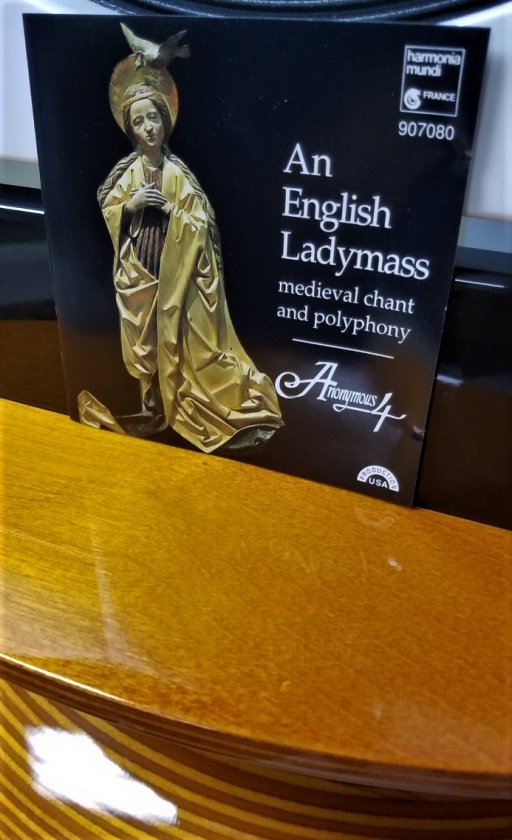 harmonia
mundi
FRANCE
907080
An
English
Ladymass
medieval chant
and polyphony
Anonymous 4
PRODUCTION
USA